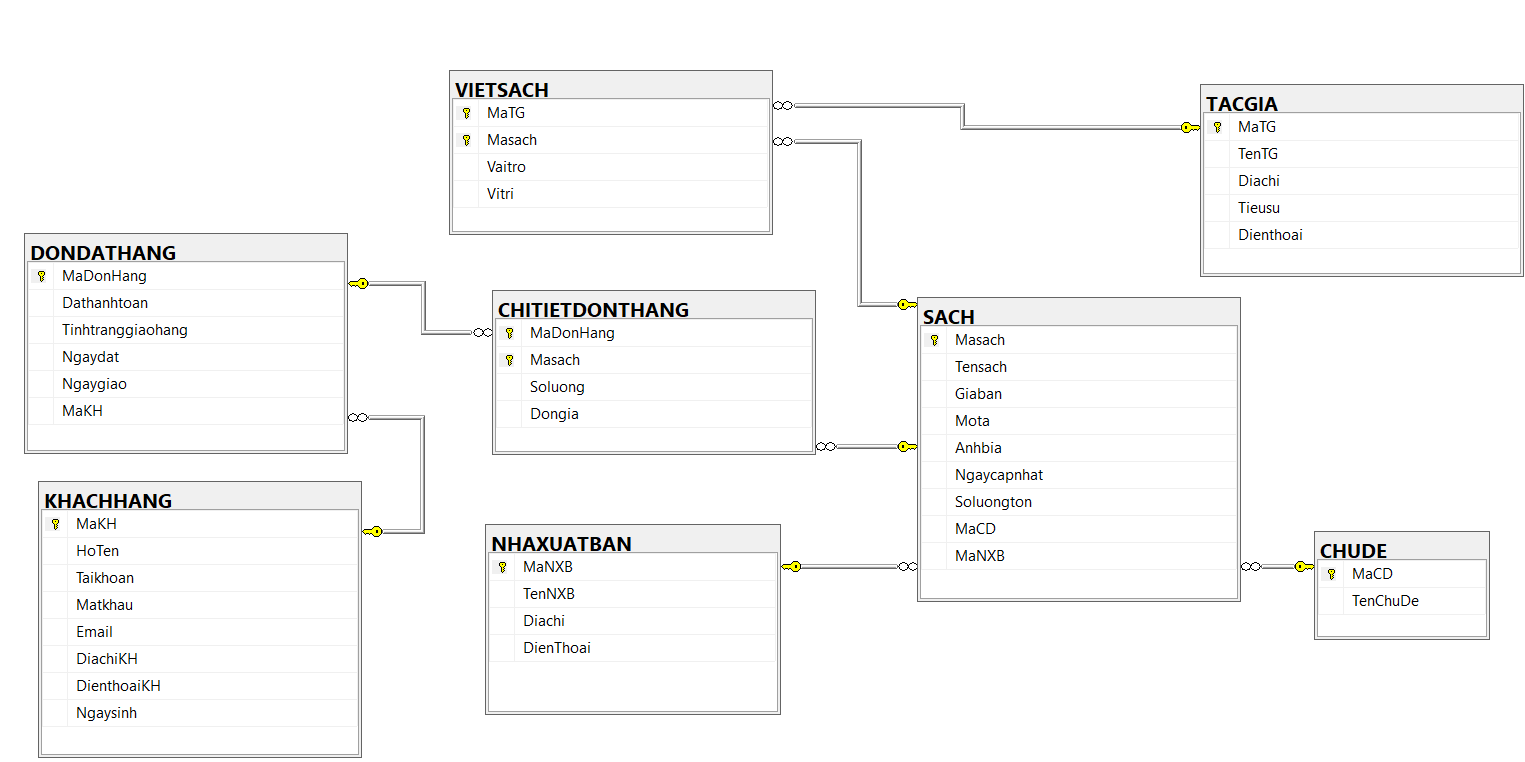 VIETSACH
MaTG
Masach
Vaitro
Vitri
TACGIA
MaTG
TenTG
Diachi
Tieusu
Dienthoai
DONDATHANG
MaDonHang
Dathanhtoan
Tinhtranggiaohang
Ngaydat
Ngaygiao
MaKH
CHITIETDONTHANG
MaDonHang
Masach
Soluong
Dongia
SACH
Masach
Tensach
Giaban
Mota
Anhbia
Ngaycapnhat
Soluongton
MaCD
MaNXB
KHACHHANG
MaKH
HoTen
Taikhoan
Matkhau
Email
DiachiKH
DienthoaiKH
Ngaysinh
NHAXUATBAN
MaNXB
TenNXB
Diachi
DienThoai
CHUDE
MaCD
TenChuDe